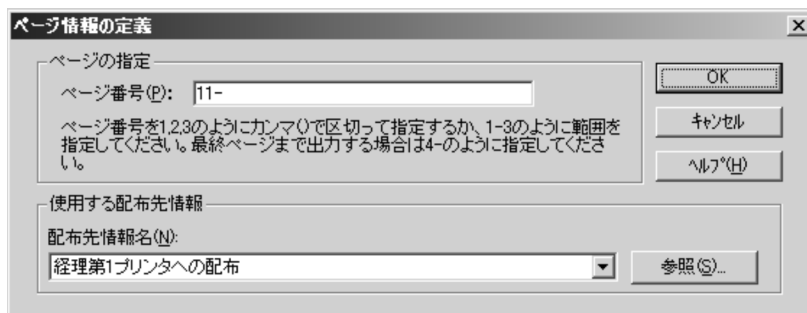 ページ情報の定義
ページの指定
ページ番号(P): 11-
OK
ページ番号を1,2,3のようにカンマ()で区切って指定するか、1-3のように範囲を
指定してください。最終ページまで出力する場合は4-のように指定してくださ
い。
キャンセル
ヘルプ(H)
使用する配布先情報
配布先情報名(N):
経理第1プリンタへの配布
参照(S)...